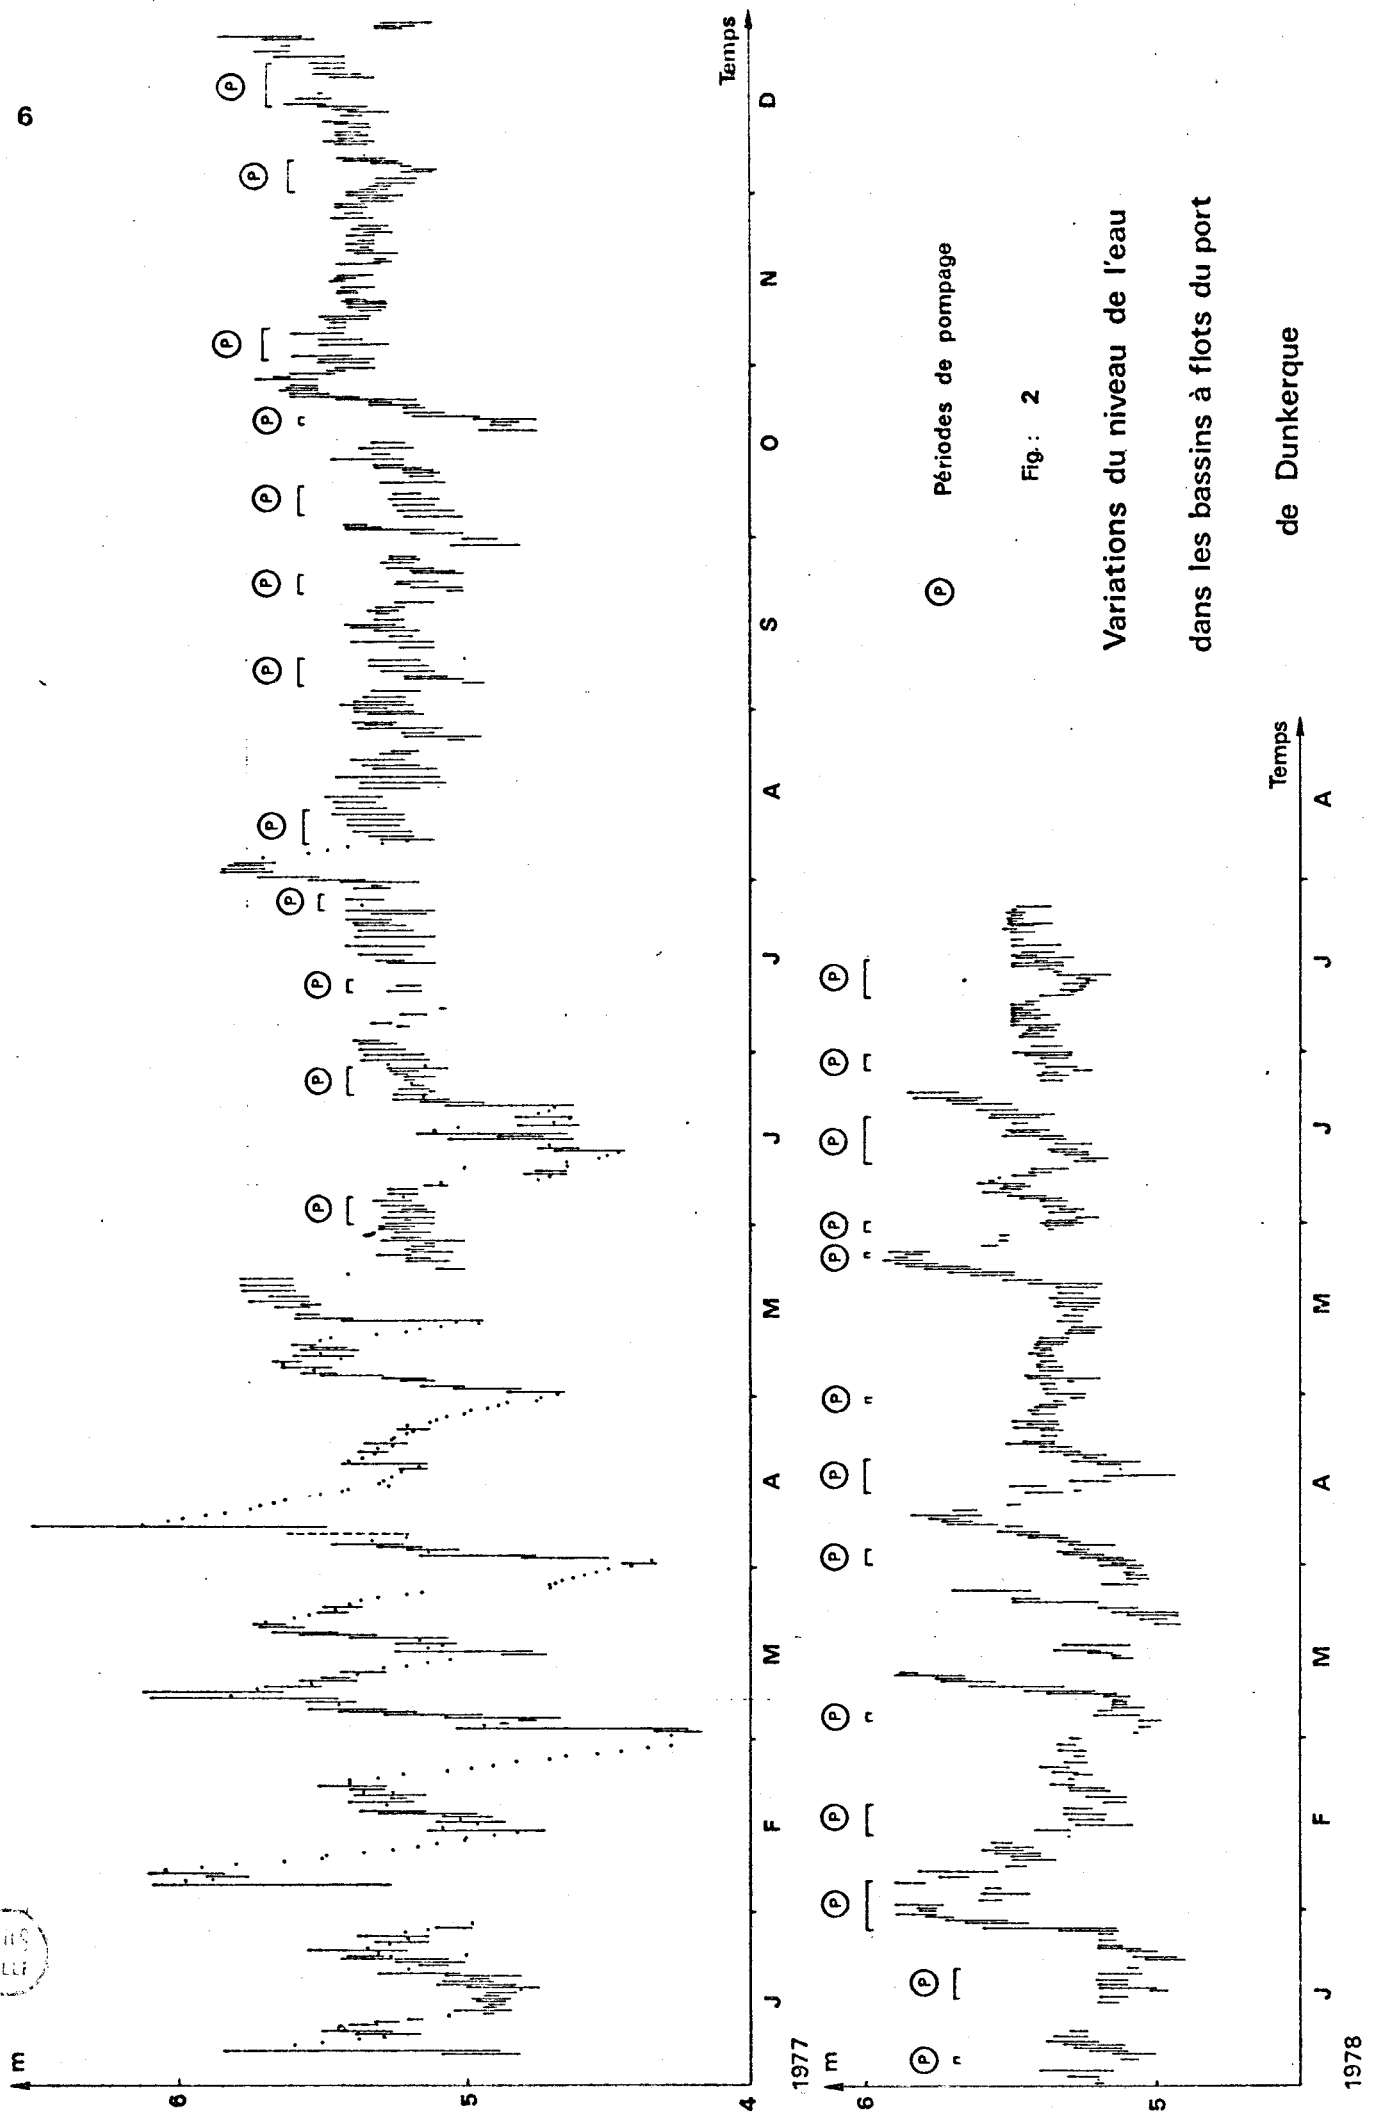 6
m
6
5
4
1977
J F M A M J J A S O N D
Temps
P P P P P P P P P P P P
m
6
5
1978
J F M A M J J A
Temps
P P P P P P P P P P P P P
P Périodes de pompage
Fig. : 2
Variations du niveau de l'eau
dans les bassins à flots du port
de Dunkerque